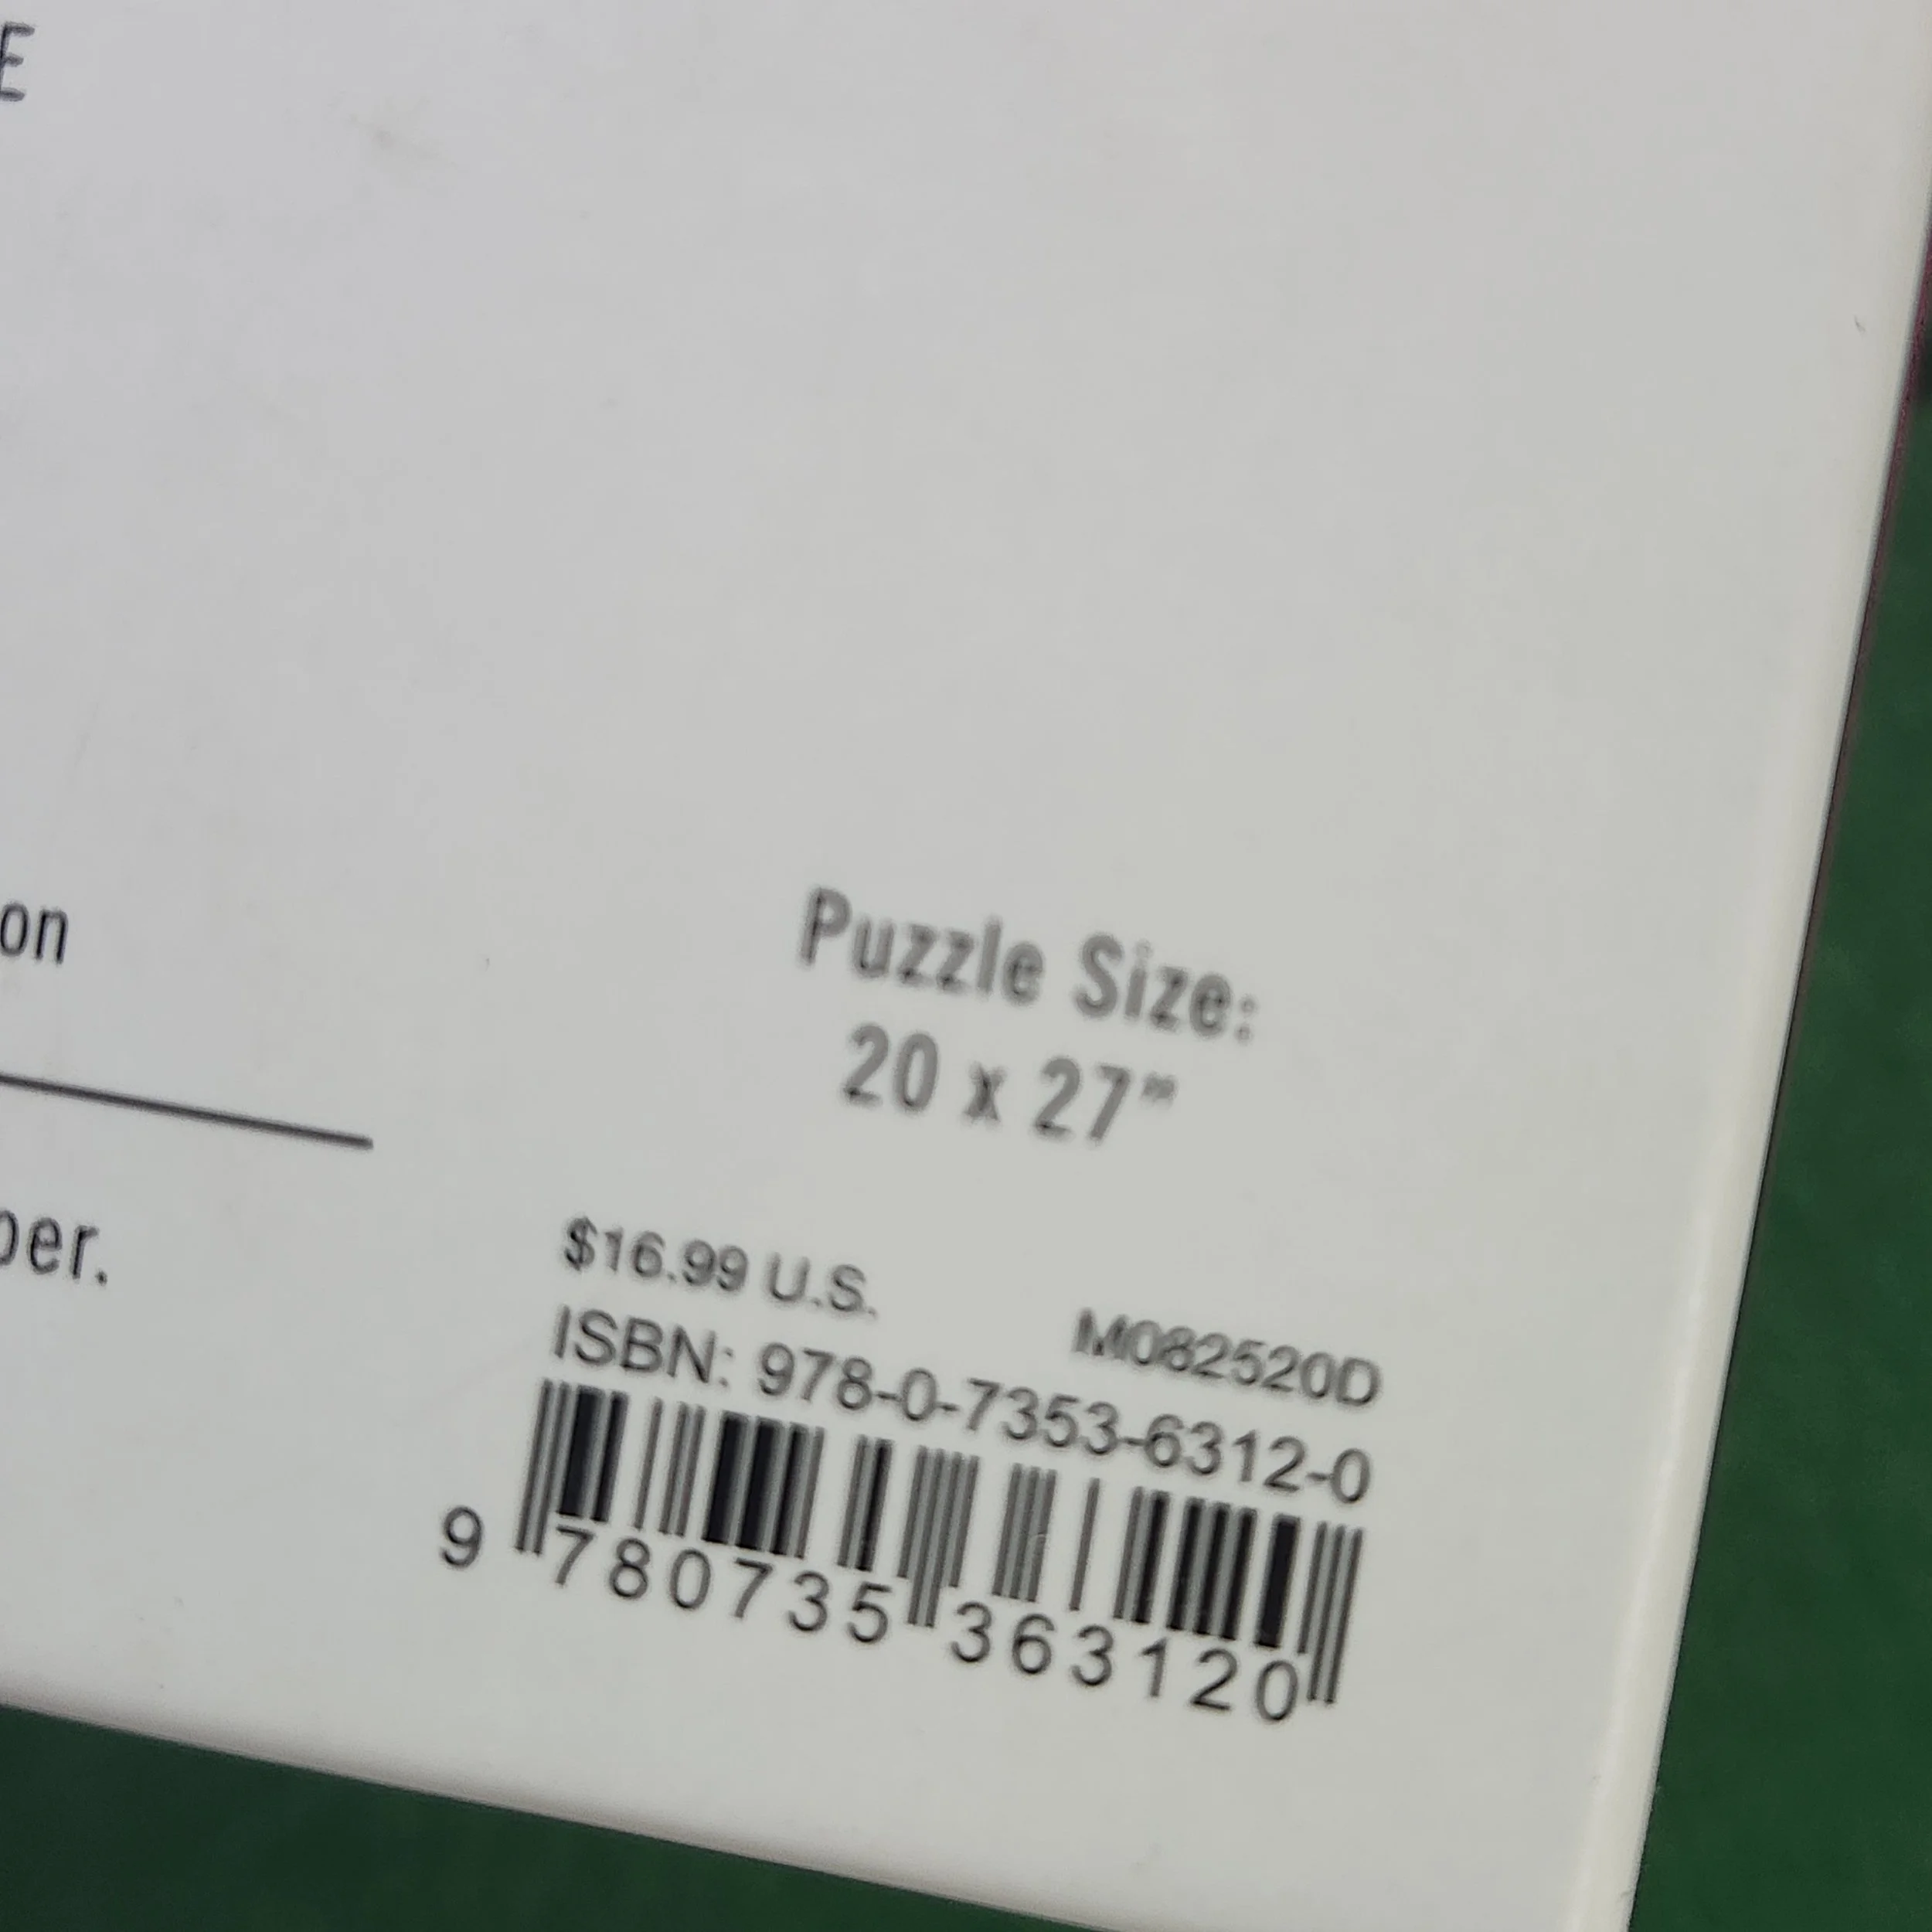 E
on
Puzzle Size:
20 x 27"
per.
$16.99 U.S.
M082520D
ISBN: 978-0-7353-6312-0
9 780735 363120